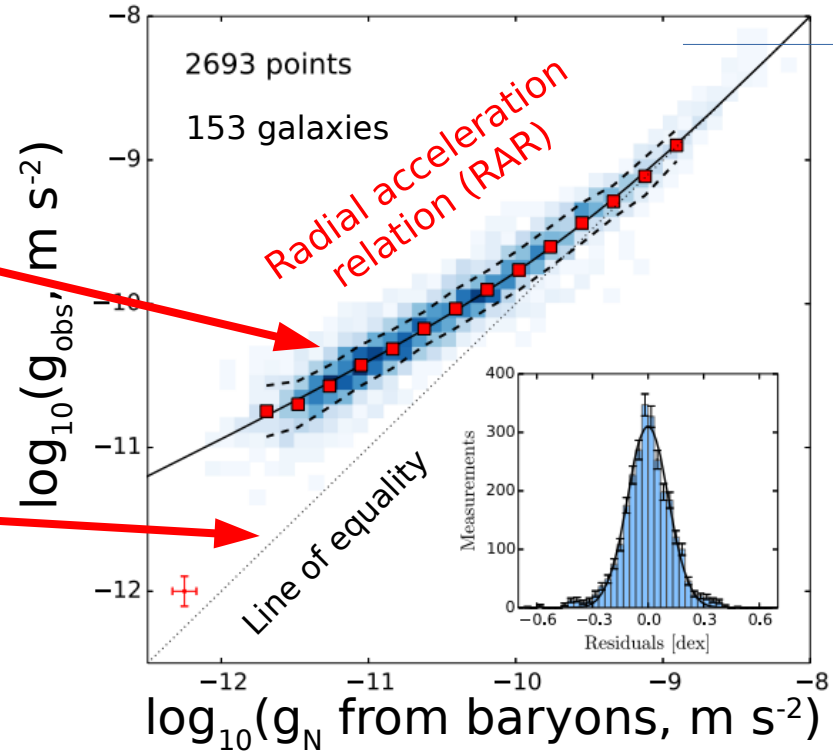 2693 points
153 galaxies
Radial acceleration
relation (RAR)
Line of equality
log₁₀(g_obs, m s⁻²)
−8
−9
−10
−11
−12
−12
−11
−10
−9
−8
log₁₀(g_N from baryons, m s⁻²)
Measurements
400
300
200
100
0
−0.6
−0.3
0.0
0.3
0.6
Residuals [dex]